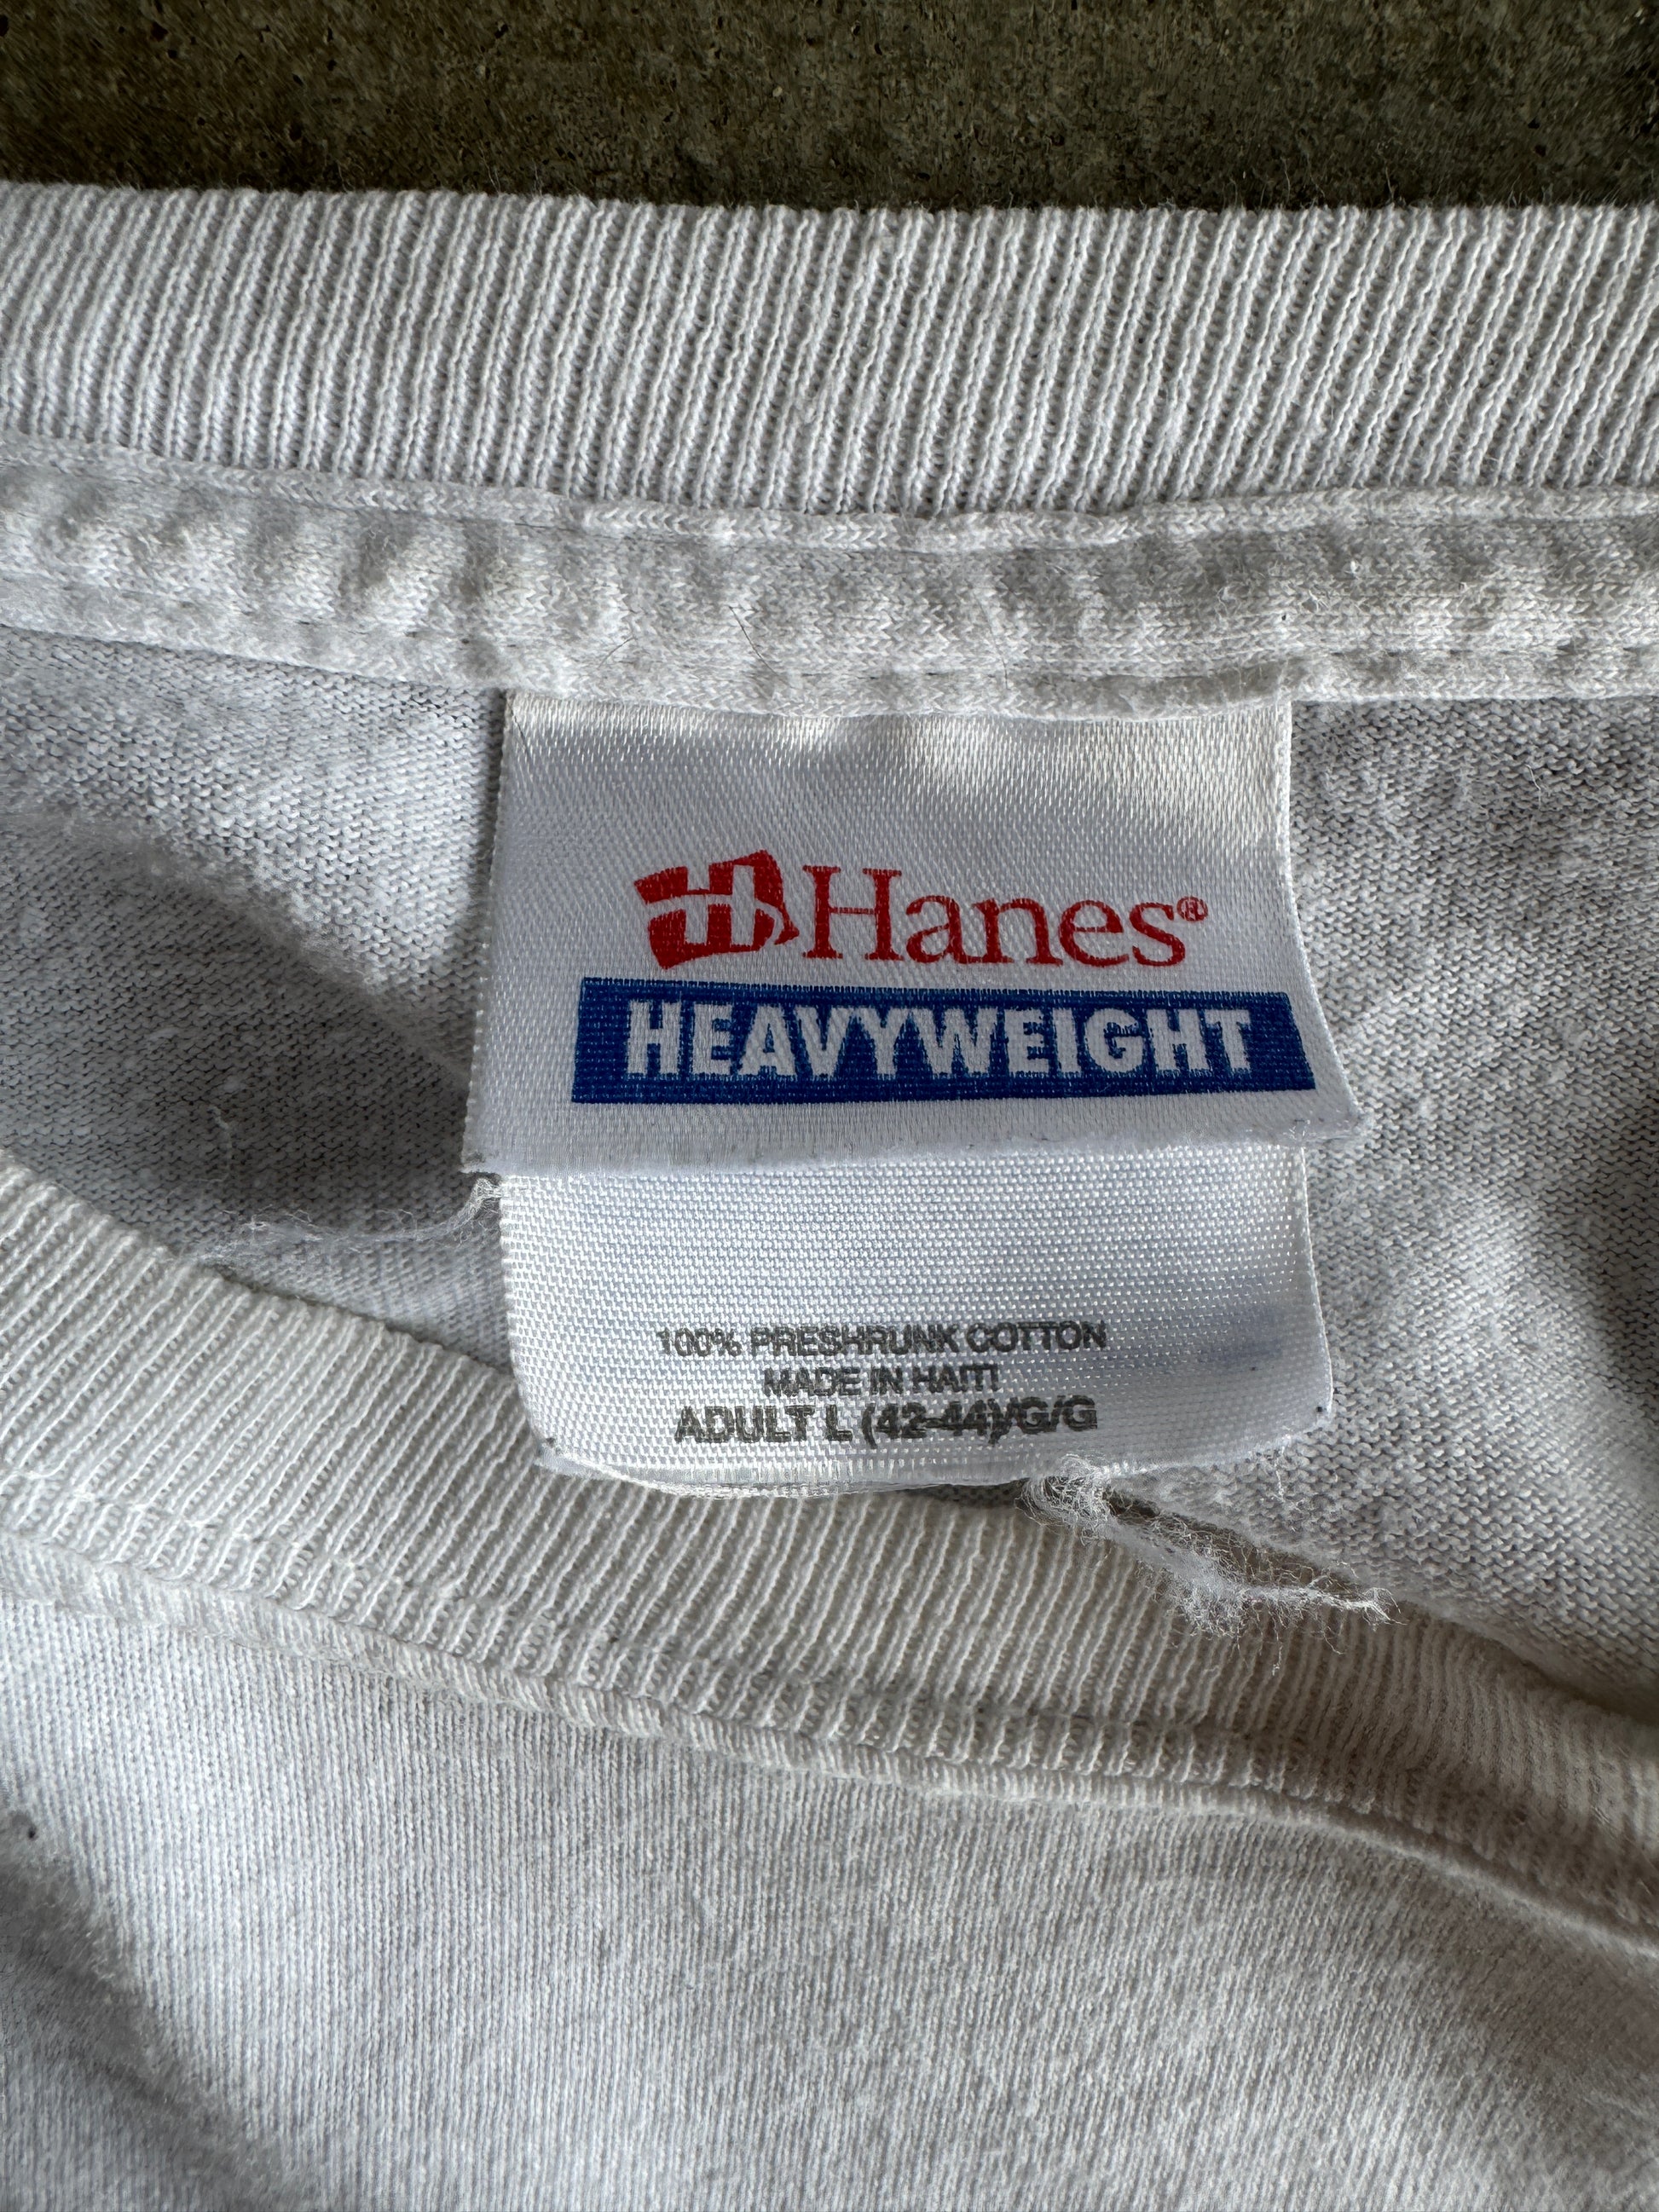 H Hanes®
HEAVYWEIGHT
100% PRESHRUNK COTTON
MADE IN HAITI
ADULT L (42-44)/G/G